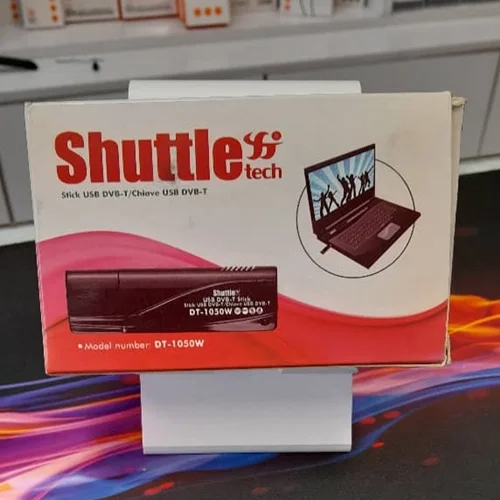 Shuttle
tech
Stick USB DVB-T/Chiave USB DVB-T
Shuttle
USB DVB-T Stick
Stick USB DVB-T/Chiave USB DVB-T
DT-1050W
★Model number: DT-1050W